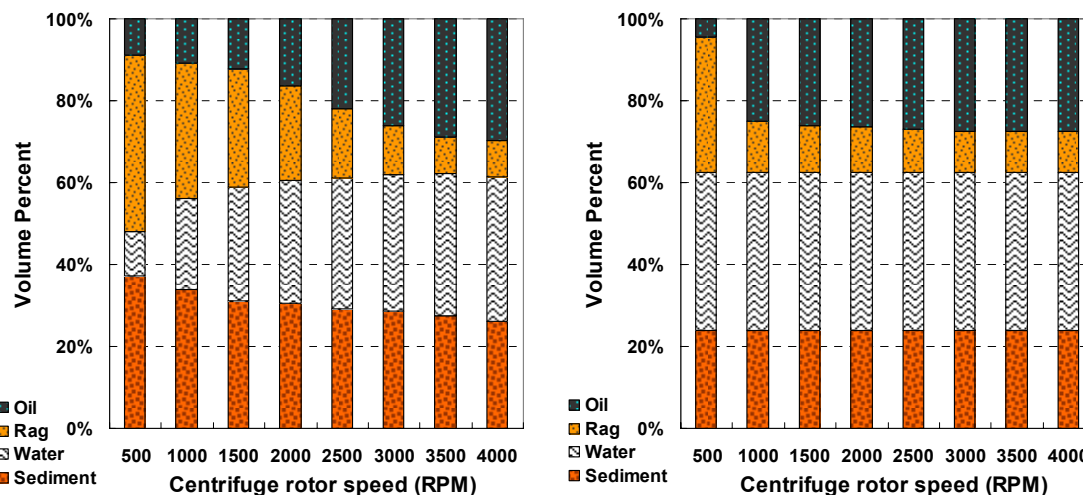 100%
80%
60%
40%
20%
0%
Volume Percent
500 1000 1500 2000 2500 3000 3500 4000
Centrifuge rotor speed (RPM)
Oil
Rag
Water
Sediment
100%
80%
60%
40%
20%
0%
Volume Percent
500 1000 1500 2000 2500 3000 3500 4000
Centrifuge rotor speed (RPM)
Oil
Rag
Water
Sediment